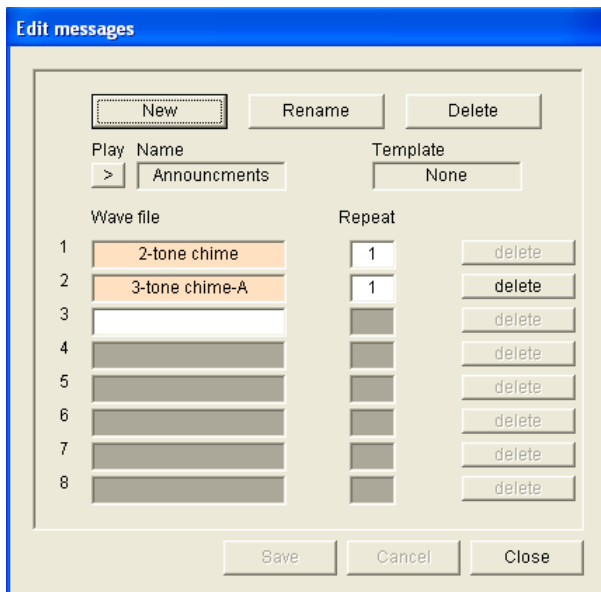 Edit messages
New Rename Delete
Play Name Template
> Announcments None
Wave file Repeat
1 2-tone chime 1 delete
2 3-tone chime-A 1 delete
3 delete
4 delete
5 delete
6 delete
7 delete
8 delete
Save Cancel Close